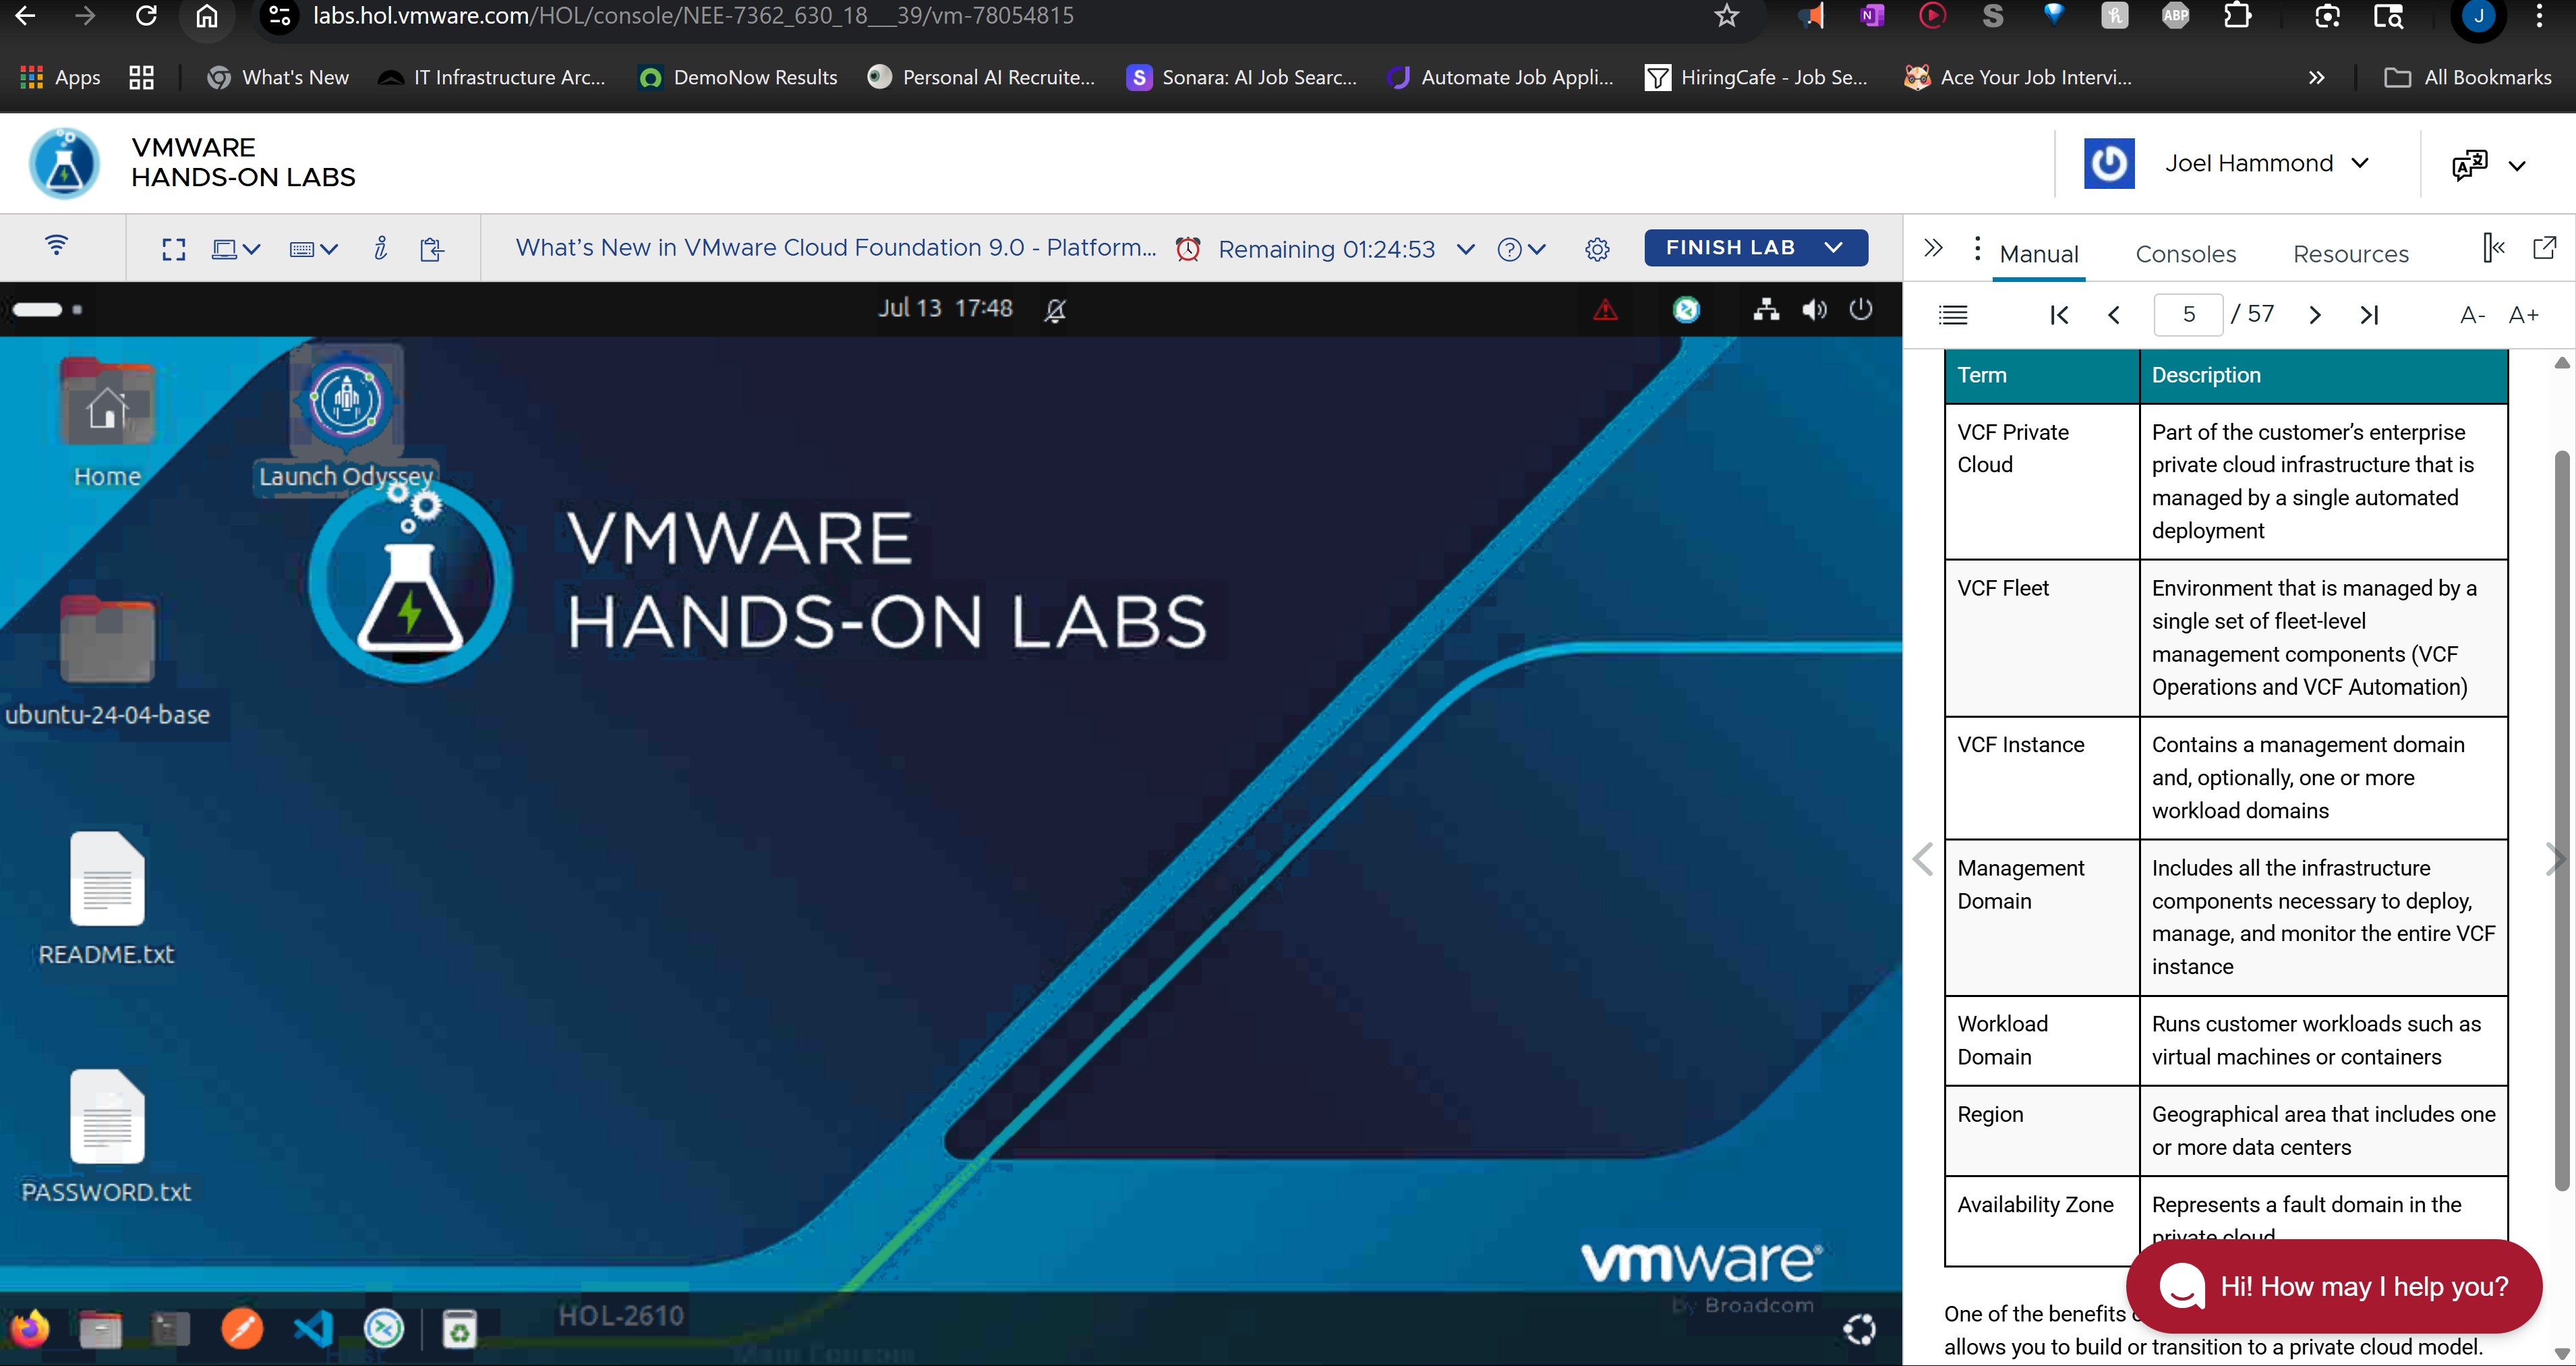 labs.hol.vmware.com/HOL/console/NEE-7362_630_18___39/vm-78054815
ABP
J
Apps
What's New
IT Infrastructure Arc...
DemoNow Results
Personal AI Recruite...
Sonara: AI Job Searc...
Automate Job Appli...
HiringCafe - Job Se...
Ace Your Job Intervi...
All Bookmarks
VMWARE
HANDS-ON LABS
Joel Hammond
What's New in VMware Cloud Foundation 9.0 - Platform...
Remaining 01:24:53
FINISH LAB
Manual
Consoles
Resources
Jul 13 17:48
5 / 57
A-
A+
Home
Launch Odyssey
VMWARE
HANDS-ON LABS
ubuntu-24-04-base
README.txt
PASSWORD.txt
vmware®
by Broadcom
HOL-2610
Term
Description
VCF Private
Cloud
Part of the customer's enterprise
private cloud infrastructure that is
managed by a single automated
deployment
VCF Fleet
Environment that is managed by a
single set of fleet-level
management components (VCF
Operations and VCF Automation)
VCF Instance
Contains a management domain
and, optionally, one or more
workload domains
Management
Domain
Includes all the infrastructure
components necessary to deploy,
manage, and monitor the entire VCF
instance
Workload
Domain
Runs customer workloads such as
virtual machines or containers
Region
Geographical area that includes one
or more data centers
Availability Zone
Represents a fault domain in the
private cloud
Hi! How may I help you?
One of the benefits
allows you to build or transition to a private cloud model.